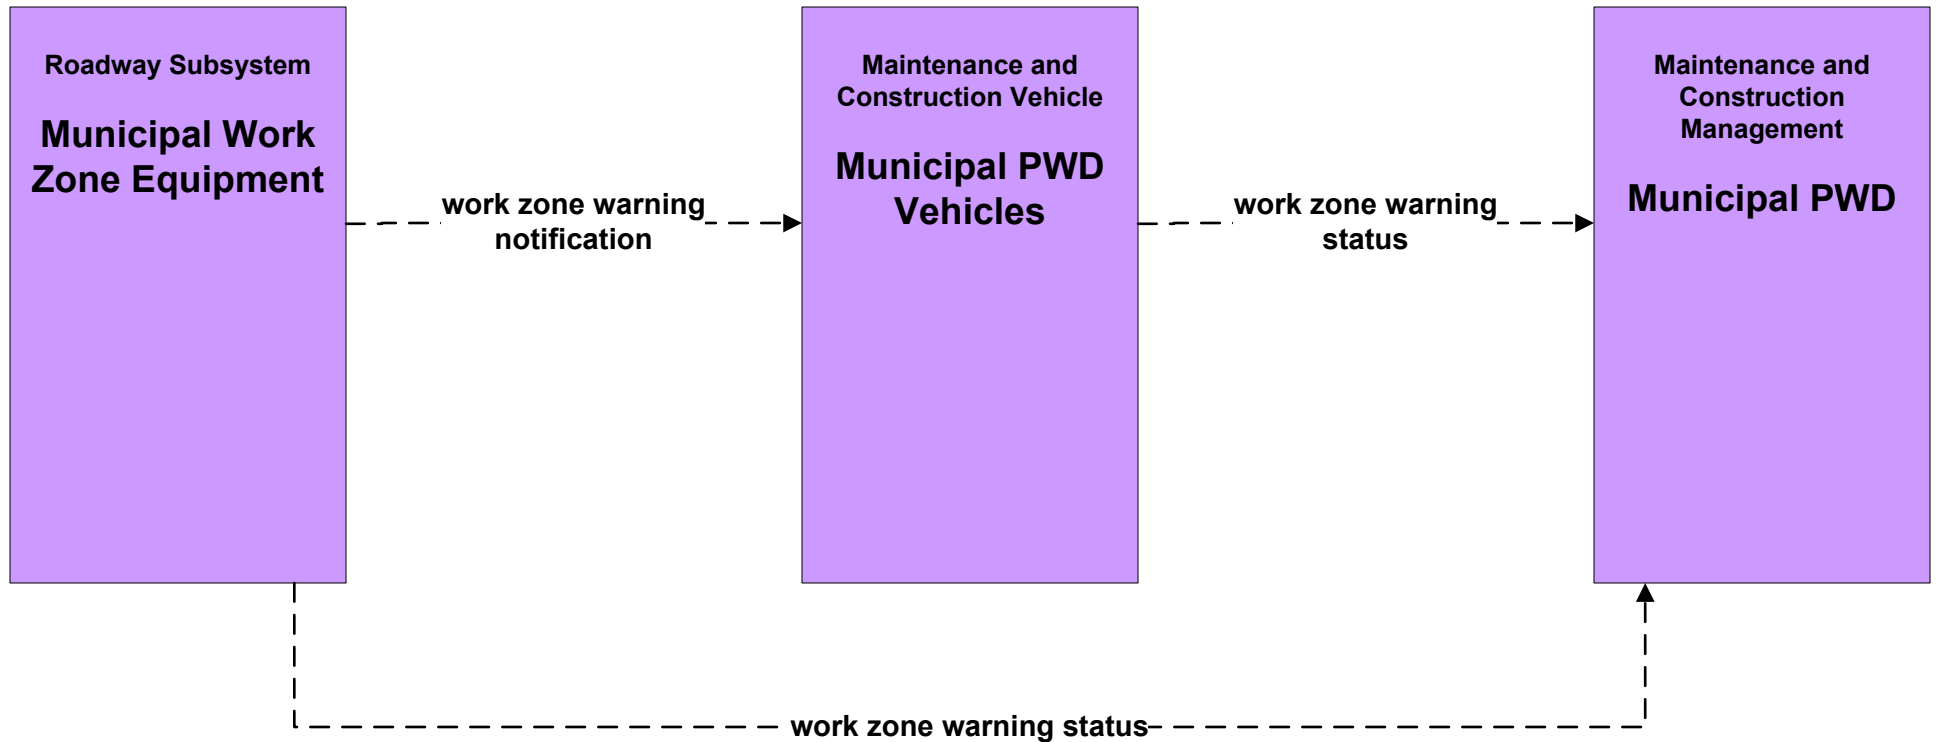 Roadway Subsystem
Municipal Work
Zone Equipment
work zone warning
notification
Maintenance and
Construction Vehicle
Municipal PWD
Vehicles
work zone warning
status
Maintenance and
Construction
Management
Municipal PWD
work zone warning status